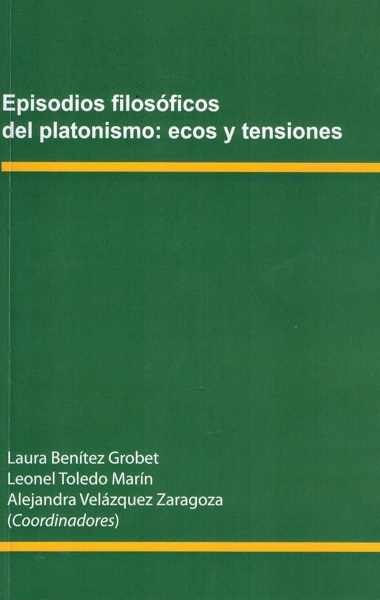 Episodios filosóficos
del platonismo: ecos y tensiones
Laura Benítez Grobet
Leonel Toledo Marín
Alejandra Velázquez Zaragoza
(Coordinadores)